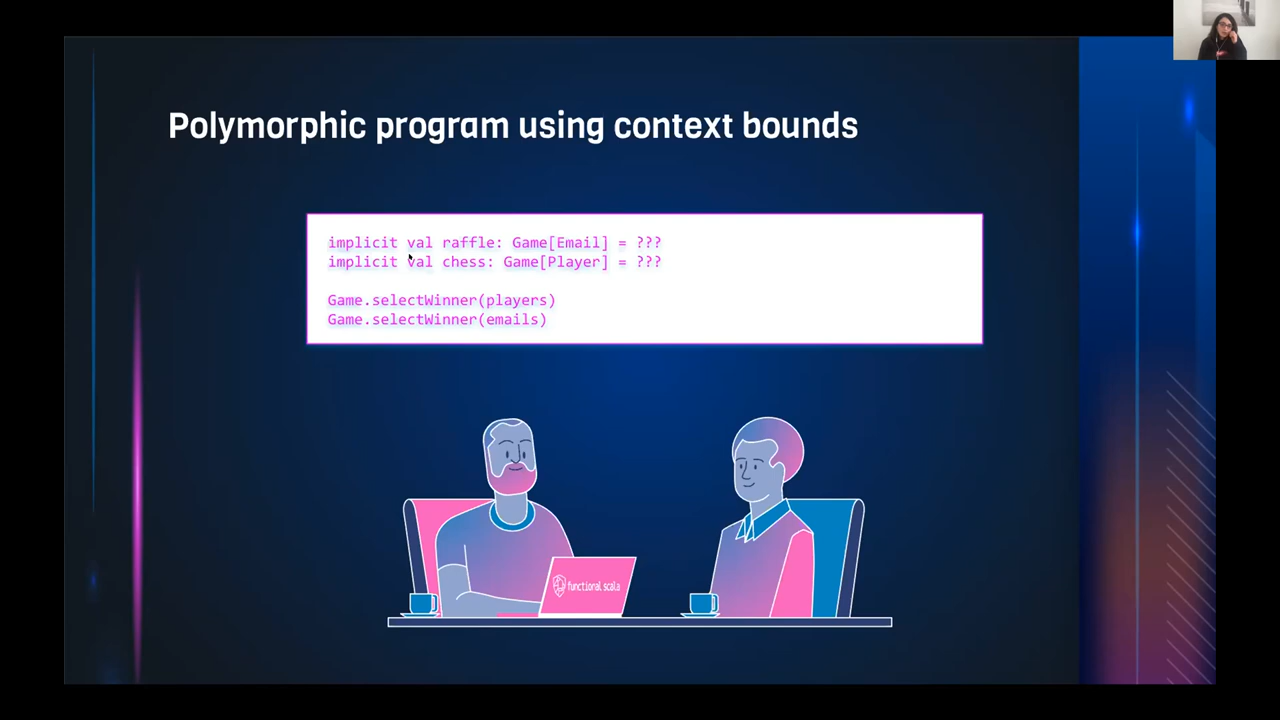 Polymorphic program using context bounds
implicit val raffle: Game[Email] = ???
implicit val chess: Game[Player] = ???
Game.selectWinner(players)
Game.selectWinner(emails)
functional scala